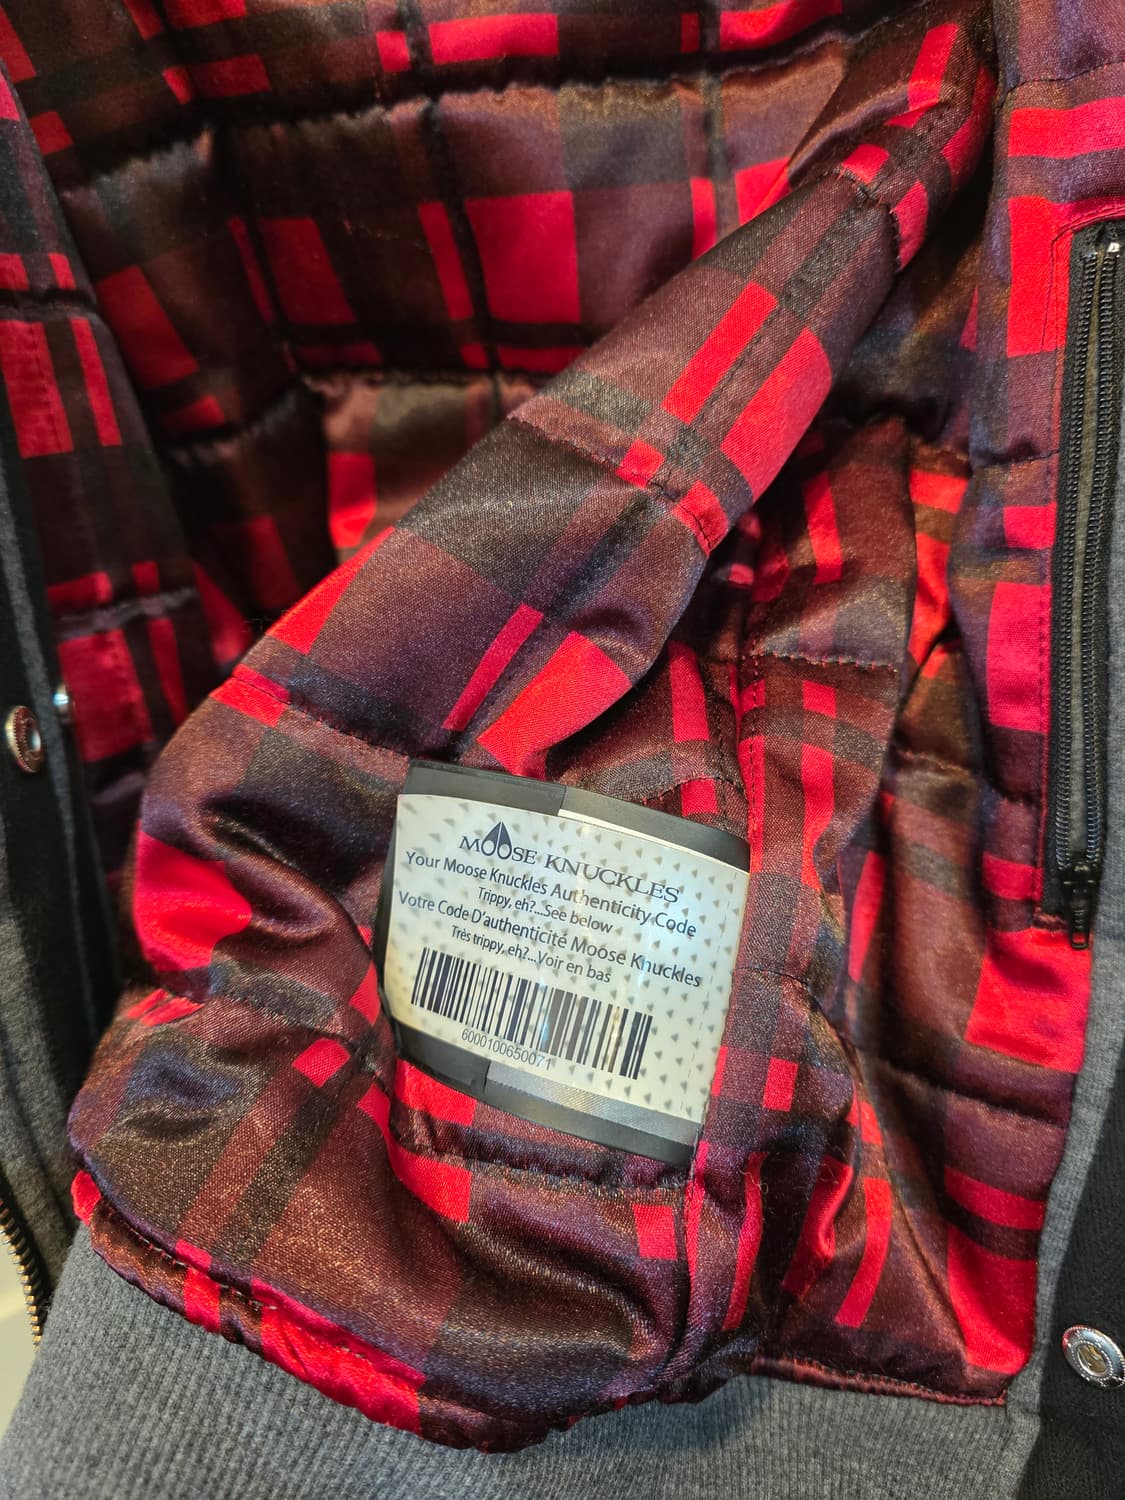 MOOSE KNUCKLES
Your Moose Knuckles Authenticity Code
Trippy, eh?...See below
Votre Code D'authenticité Moose Knuckles
Très trippy, eh?...Voir en bas
6000100650071